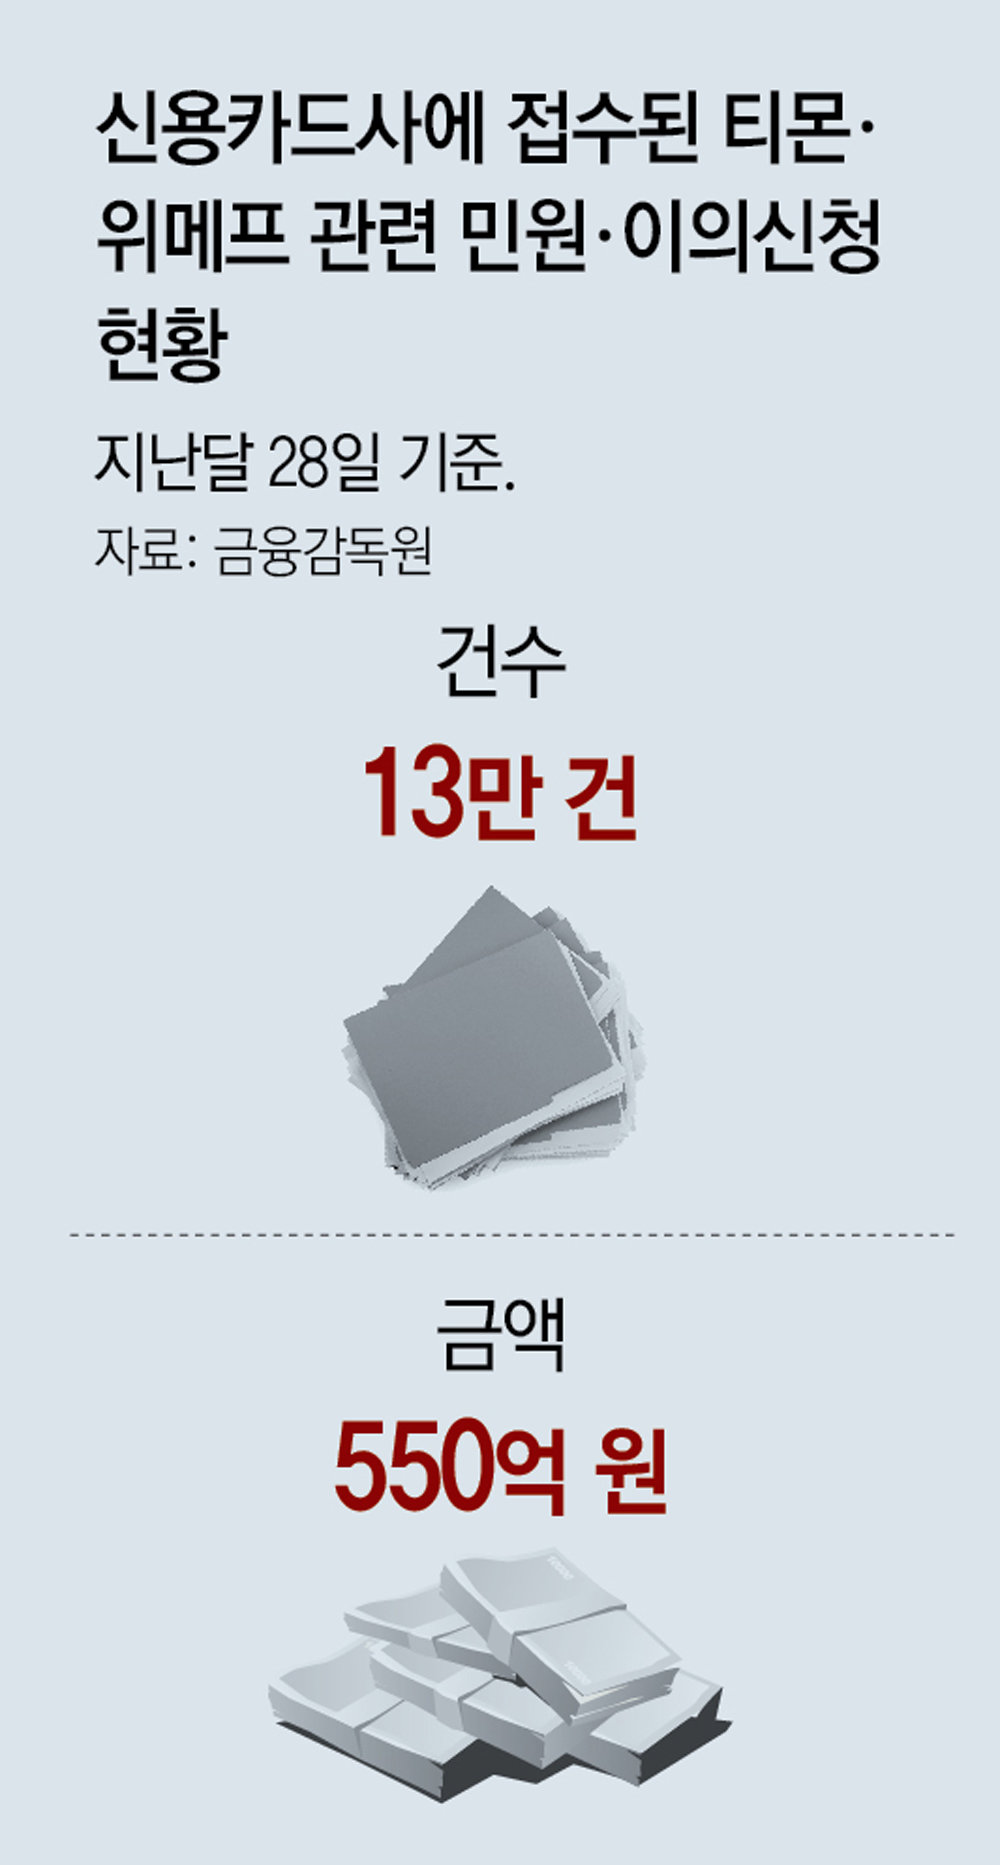 신용카드사에 접수된 티몬·
위메프 관련 민원·이의신청
현황
지난달 28일 기준.
자료: 금융감독원
건수
13만 건
금액
550억 원